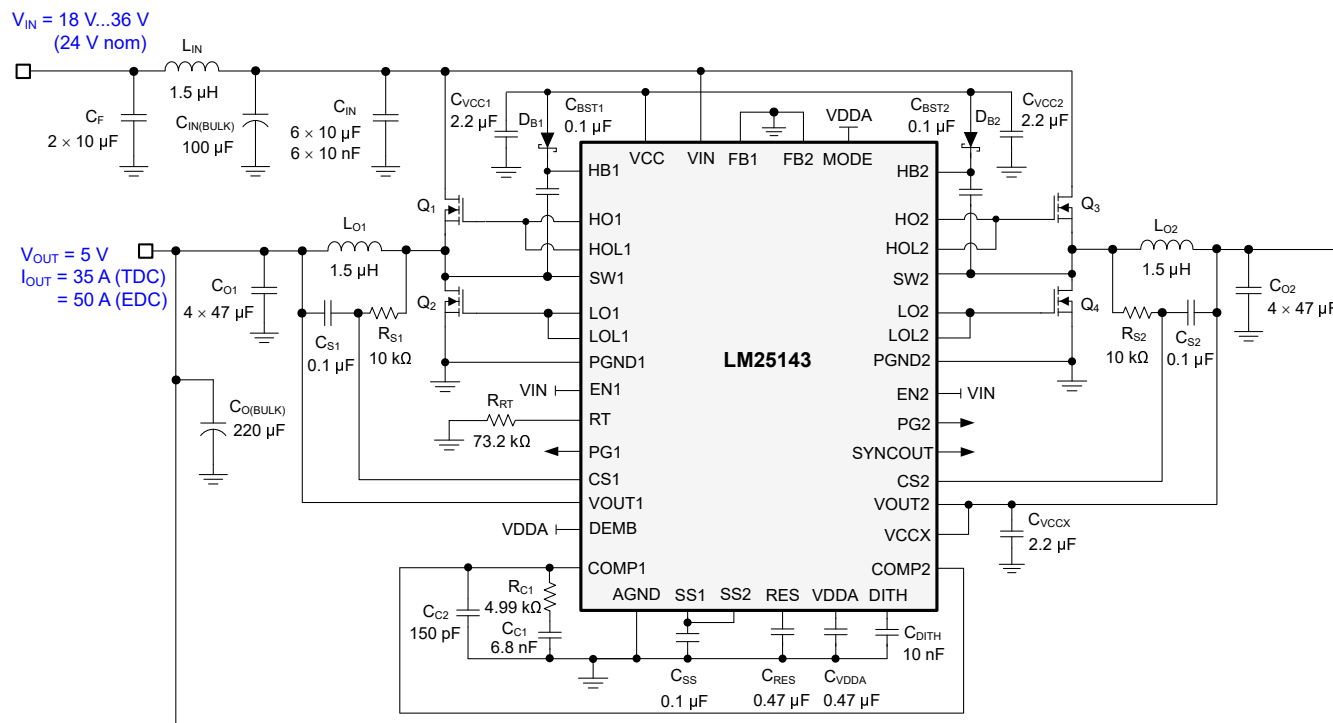 V_IN = 18 V...36 V
(24 V nom)
L_IN
1.5 µH
C_F
2 × 10 µF
C_IN(BULK)
100 µF
C_IN
6 × 10 µF
6 × 10 nF
C_VCC1
2.2 µF
D_B1
C_BST1
0.1 µF
VDDA
C_BST2
0.1 µF
D_B2
C_VCC2
2.2 µF
VCC
VIN
FB1
FB2
MODE
HB1
HO1
HOL1
SW1
LO1
LOL1
PGND1
EN1
RT
PG1
CS1
VOUT1
DEMB
COMP1
LM25143
HB2
HO2
HOL2
SW2
LO2
LOL2
PGND2
EN2
PG2
SYNCOUT
CS2
VOUT2
VCCX
COMP2
AGND
SS1
SS2
RES
VDDA
DITH
Q_1
Q_2
L_O1
1.5 µH
V_OUT = 5 V
I_OUT = 35 A (TDC)
= 50 A (EDC)
C_O1
4 × 47 µF
C_S1
0.1 µF
R_S1
10 kΩ
C_O(BULK)
220 µF
VIN
R_RT
73.2 kΩ
VDDA
Q_3
Q_4
L_O2
1.5 µH
C_O2
4 × 47 µF
R_S2
10 kΩ
C_S2
0.1 µF
VIN
C_VCCX
2.2 µF
R_C1
4.99 kΩ
C_C2
150 pF
C_C1
6.8 nF
C_SS
0.1 µF
C_RES
0.47 µF
C_VDDA
0.47 µF
C_DITH
10 nF